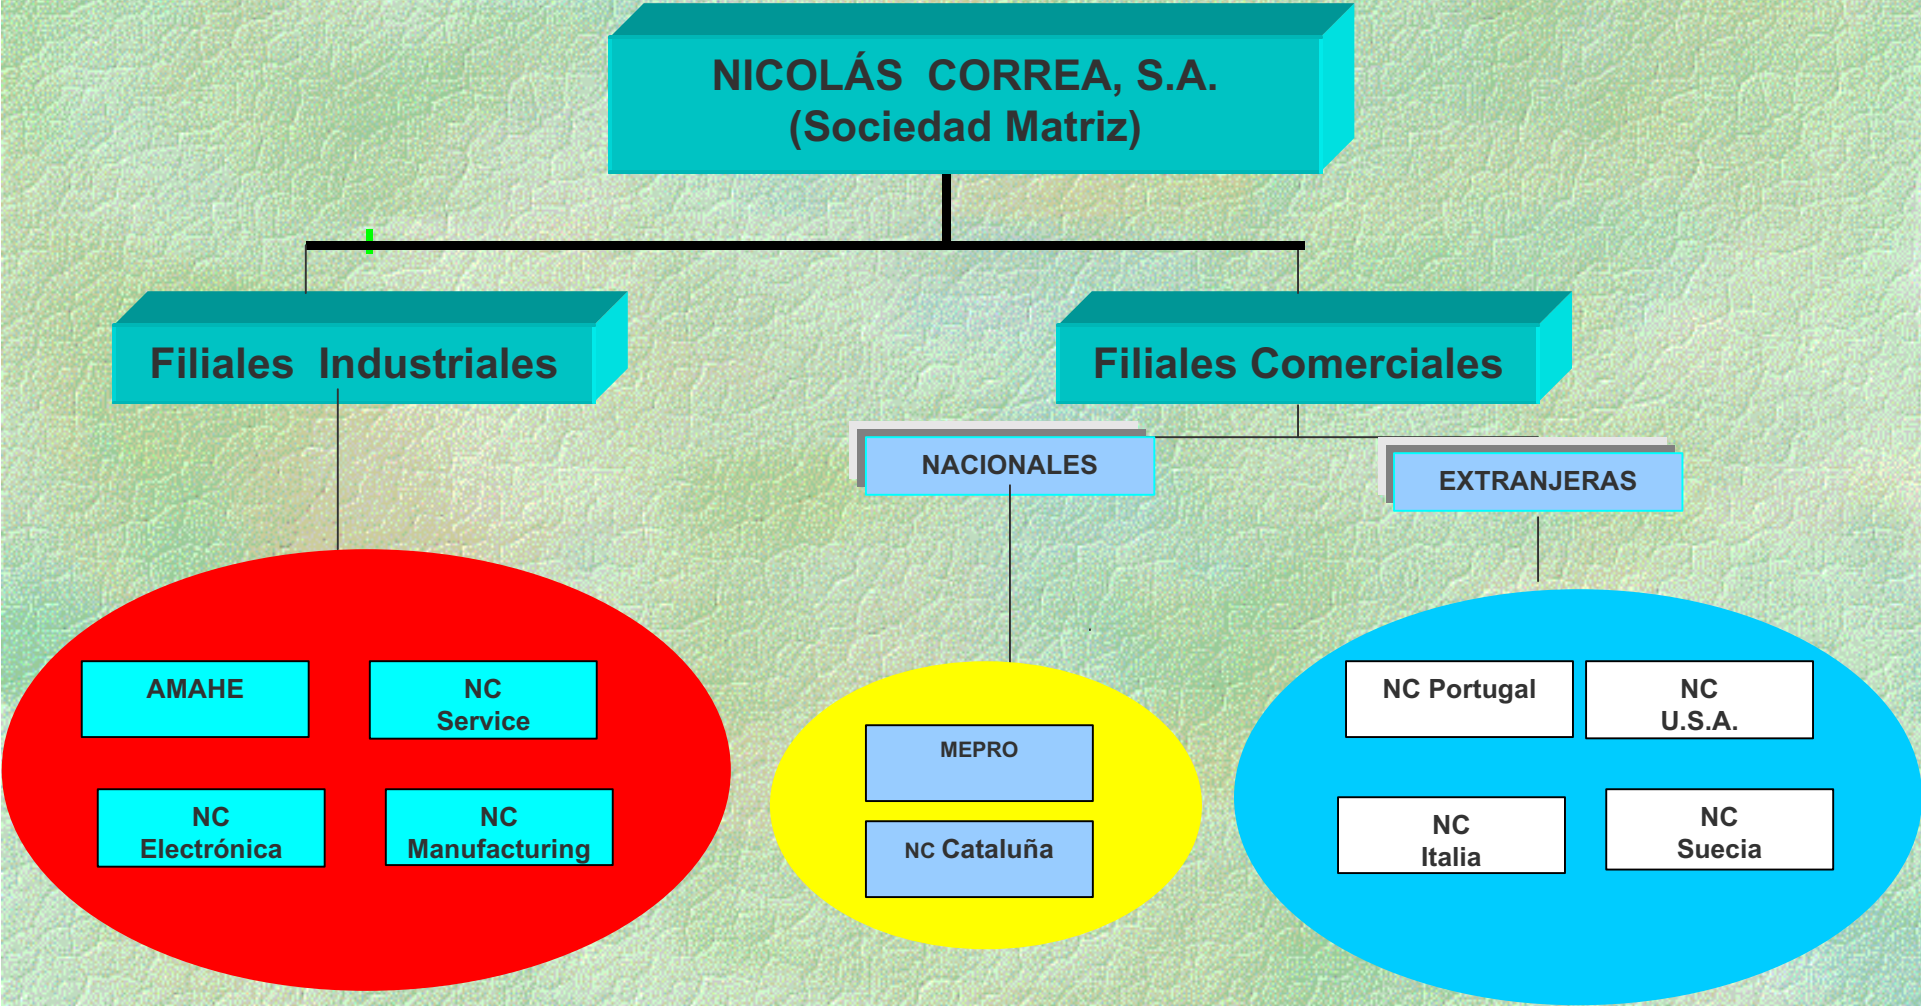 NICOLÁS CORREA, S.A.
(Sociedad Matriz)
Filiales Industriales
Filiales Comerciales
NACIONALES
EXTRANJERAS
AMAHE
NC
Service
NC
Electrónica
NC
Manufacturing
MEPRO
NC Cataluña
NC Portugal
NC
U.S.A.
NC
Italia
NC
Suecia